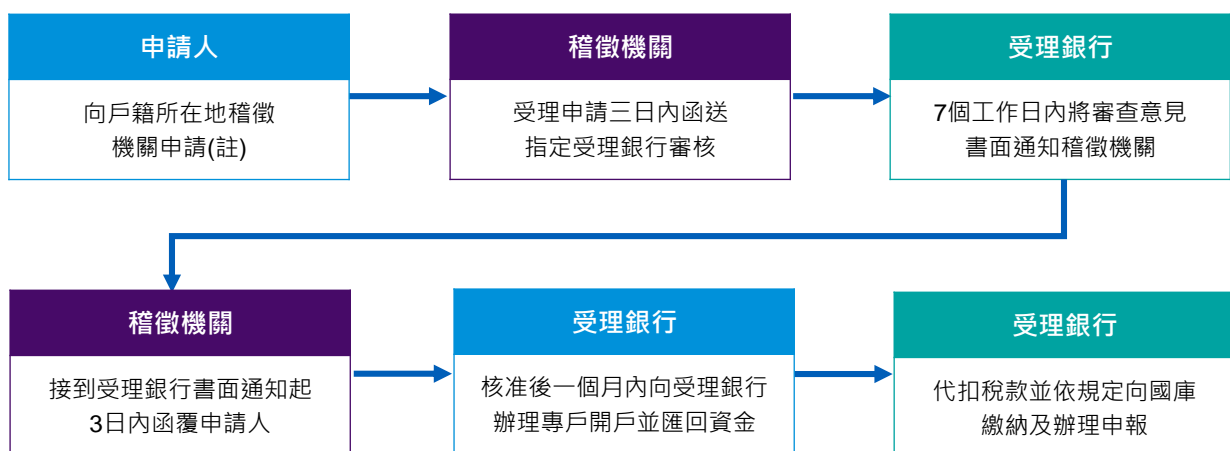 申請人
向戶籍所在地稽徵
機關申請(註)
稽徵機關
受理申請三日內函送
指定受理銀行審核
受理銀行
7個工作日內將審查意見
書面通知稽徵機關
稽徵機關
接到受理銀行書面通知起
3日內函覆申請人
受理銀行
核准後一個月內向受理銀行
辦理專戶開戶並匯回資金
受理銀行
代扣稅款並依規定向國庫
繳納及辦理申報